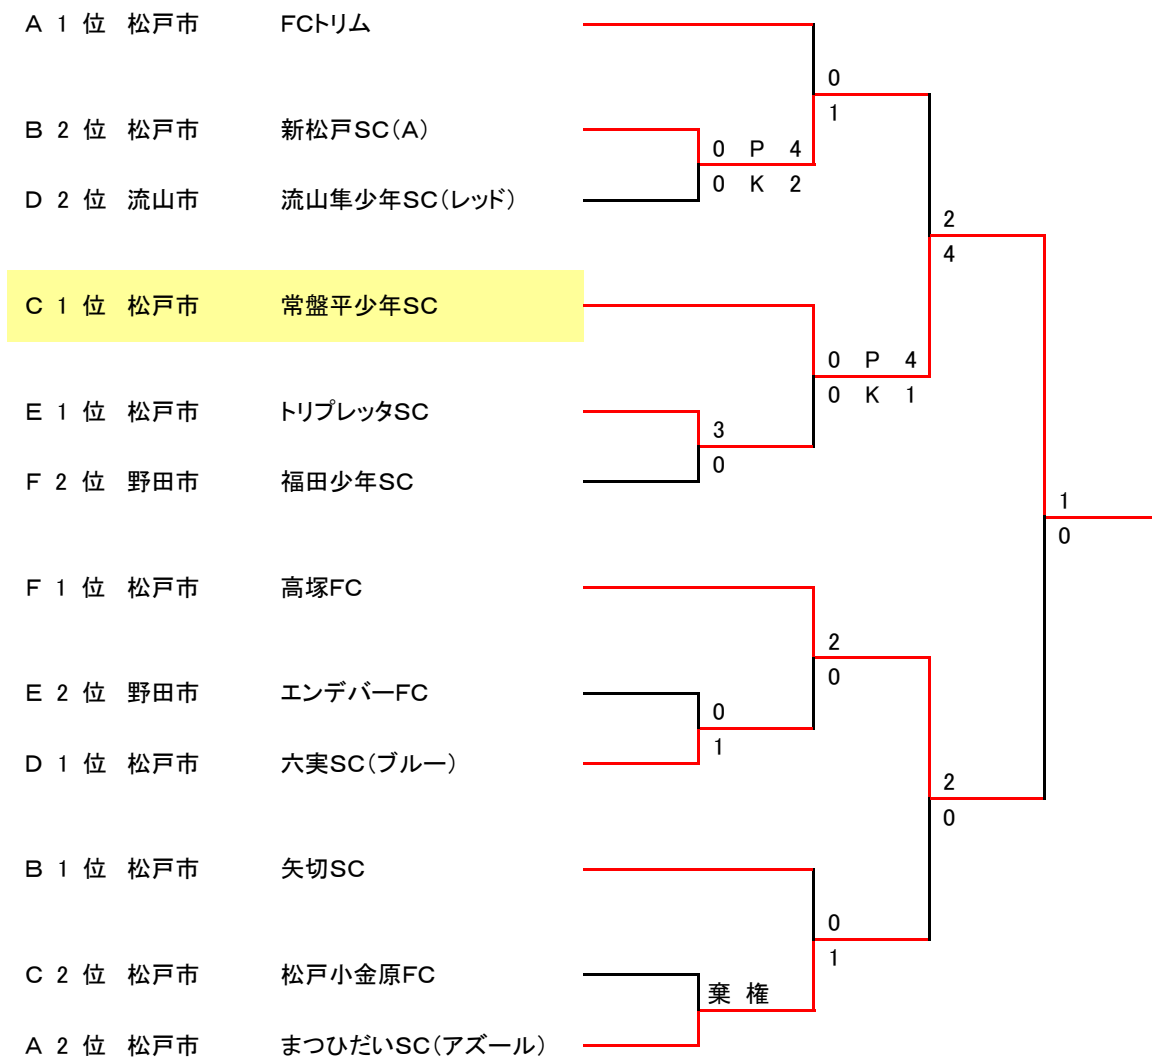 A 1 位 松戸市 FCトリム
0
1
B 2 位 松戸市 新松戸SC(A)
0 P 4
0 K 2
D 2 位 流山市 流山隼少年SC(レッド)
2
4
C 1 位 松戸市 常盤平少年SC
0 P 4
0 K 1
E 1 位 松戸市 トリプレッタSC
3
0
F 2 位 野田市 福田少年SC
1
0
F 1 位 松戸市 高塚FC
2
0
E 2 位 野田市 エンデバーFC
0
1
D 1 位 松戸市 六実SC(ブルー)
2
0
B 1 位 松戸市 矢切SC
0
1
C 2 位 松戸市 松戸小金原FC
棄 権
A 2 位 松戸市 まつひだいSC(アズール)